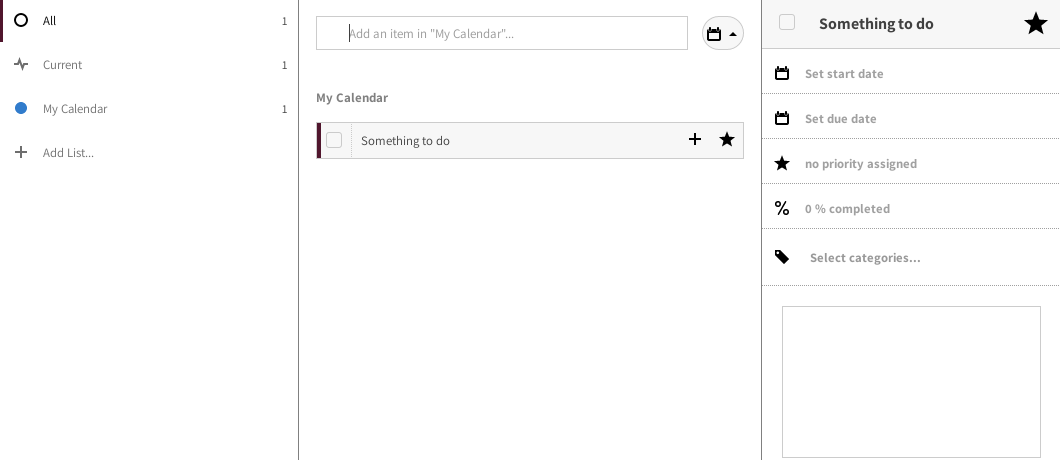 All 1
Current 1
My Calendar 1
Add List...
Add an item in "My Calendar"...
My Calendar
Something to do
Something to do
Set start date
Set due date
no priority assigned
0 % completed
Select categories...